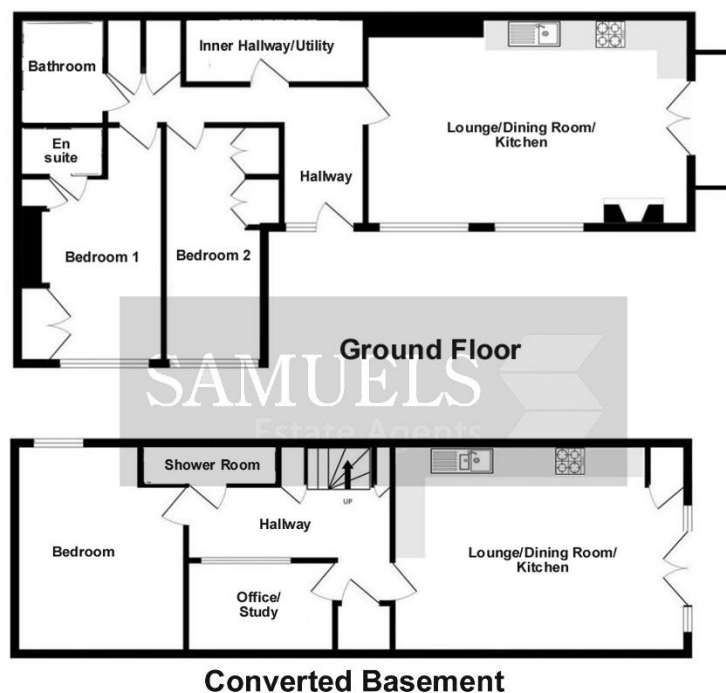 Inner Hallway/Utility
Bathroom
Lounge/Dining Room/
Kitchen
En
suite
Hallway
Bedroom 1
Bedroom 2
Ground Floor
SAMUELS
Estate Agents
Shower Room
UP
Hallway
Bedroom
Lounge/Dining Room/
Kitchen
Office/
Study
Converted Basement